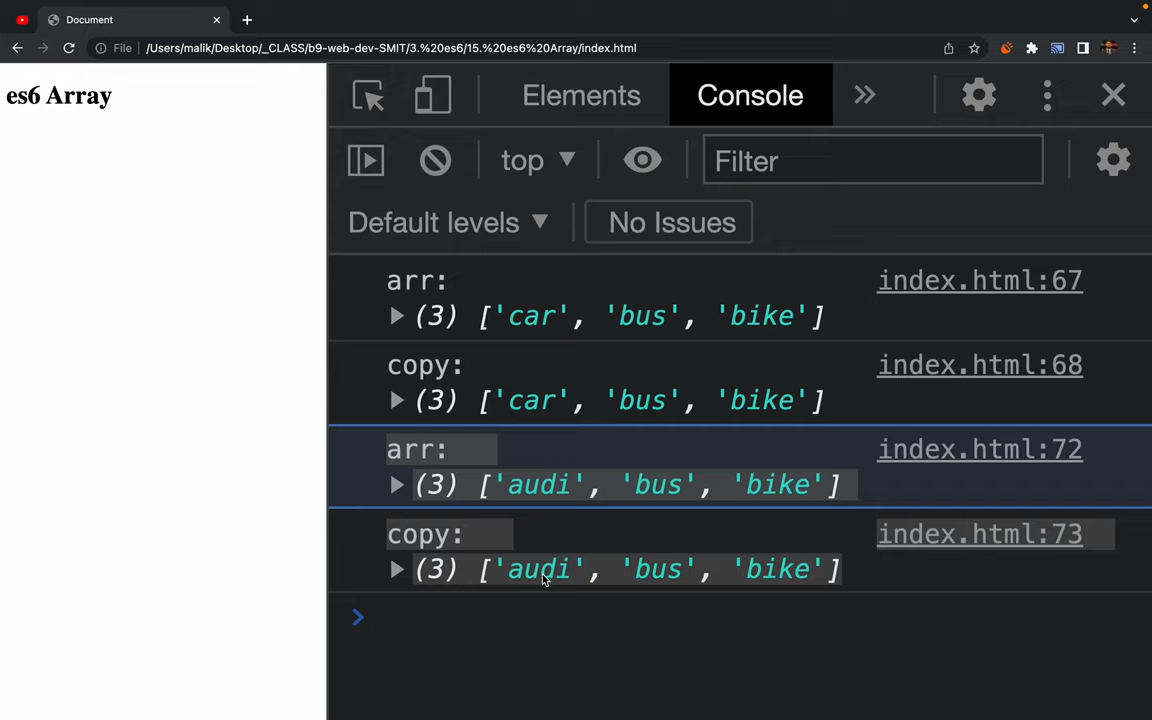 Document
File /Users/malik/Desktop/_CLASS/b9-web-dev-SMIT/3.%20es6/15.%20es6%20Array/index.html
es6 Array
Elements Console
top Filter
Default levels No Issues
arr: index.html:67
(3) ['car', 'bus', 'bike']
copy: index.html:68
(3) ['car', 'bus', 'bike']
arr: index.html:72
(3) ['audi', 'bus', 'bike']
copy: index.html:73
(3) ['audi', 'bus', 'bike']